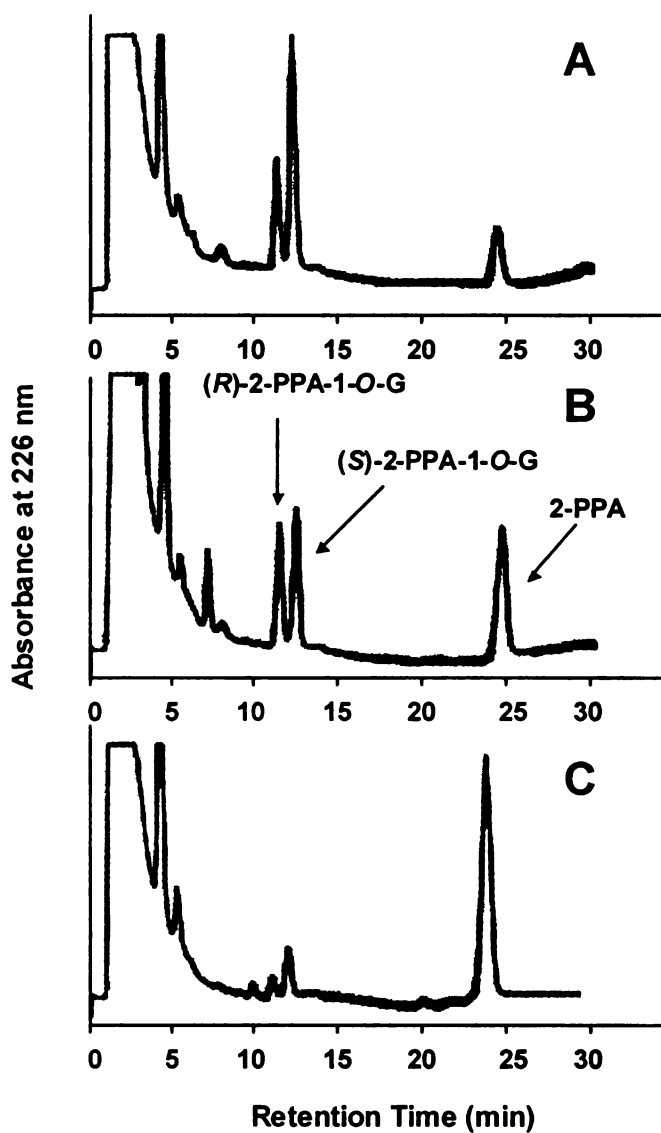 A
0 5 10 15 20 25 30
(R)-2-PPA-1-O-G
B
(S)-2-PPA-1-O-G
2-PPA
Absorbance at 226 nm
0 5 10 15 20 25 30
C
0 5 10 15 20 25 30
Retention Time (min)